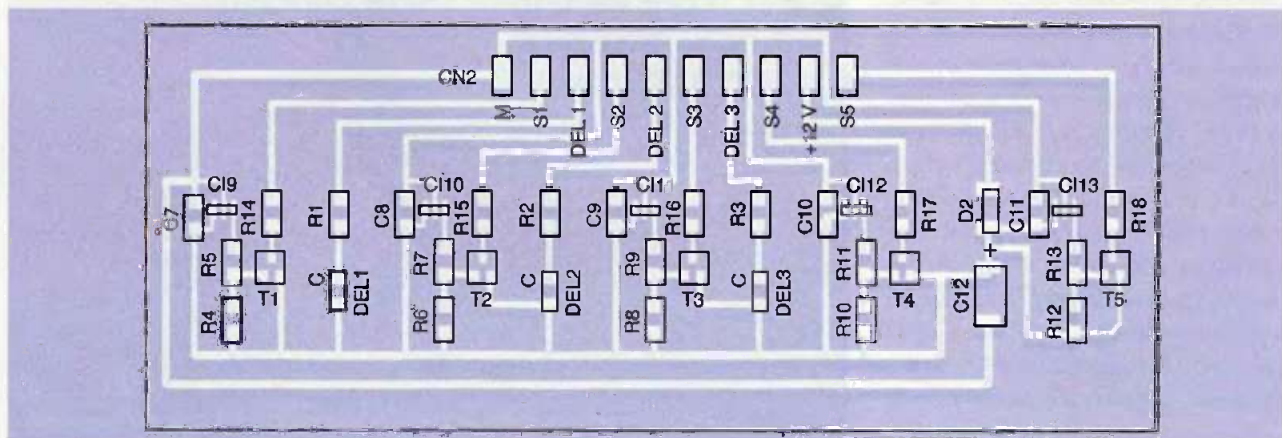 CN2
M S1 DEL 1 S2 DEL 2 S3 DEL 3 S4 +12 V S5
CI9 CI10 CI11 CI12 CI13
C7 R14 R1 C8 R15 R2 C9 R16 R3 C10 R17 D2 C11 R18
R5 T1 C DEL1 R7 T2 C DEL2 R9 T3 C DEL3 R11 T4 + C12 R13 T5
R4 R6 R8 R10 R12